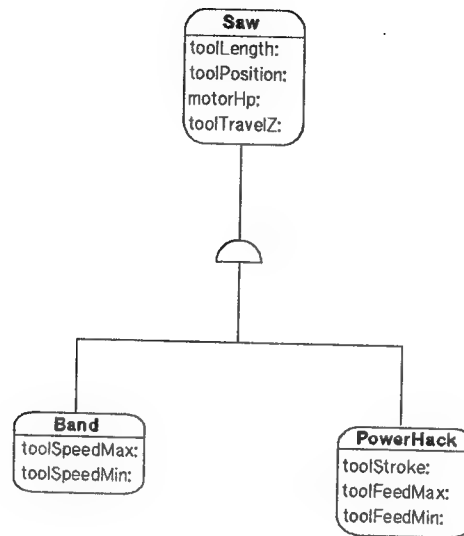 Saw
toolLength:
toolPosition:
motorHp:
toolTravelZ:
Band
toolSpeedMax:
toolSpeedMin:
PowerHack
toolStroke:
toolFeedMax:
toolFeedMin: